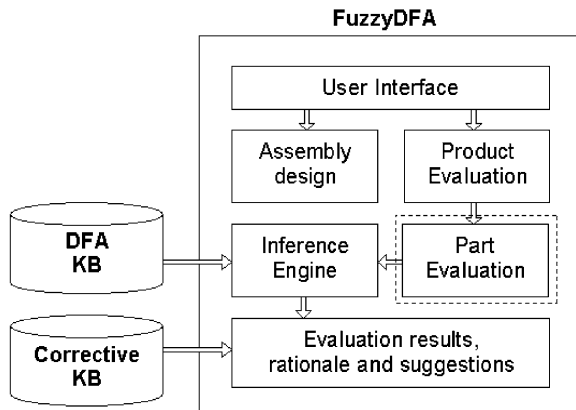 FuzzyDFA
User Interface
Assembly
design
Product
Evaluation
DFA
KB
Inference
Engine
Part
Evaluation
Corrective
KB
Evaluation results,
rationale and suggestions